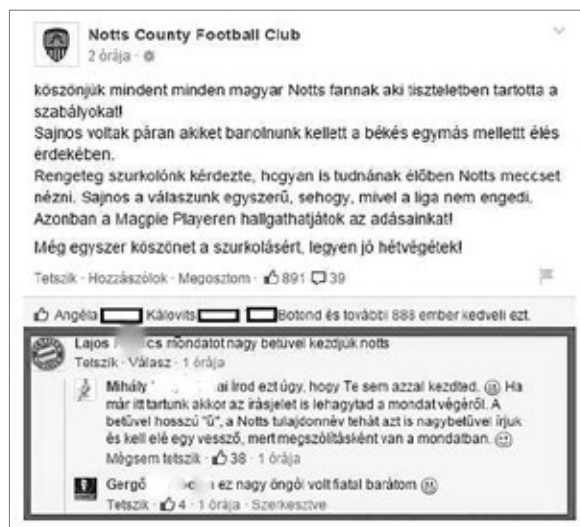 Notts County Football Club
2 órája
köszönjük mindent minden magyar Notts fannak aki tiszteletben tartotta a
szabályokat!
Sajnos voltak páran akiket banolnunk kellett a békés egymás mellettt élés
érdekében.
Rengeteg szurkolónk kérdezte, hogyan is tudnának élőben Notts meccset
nézni. Sajnos a válaszunk egyszerű, sehogy, mivel a liga nem engedi.
Azonban a Magpie Playeren hallgathatjátok az adásainkat!
Még egyszer köszönet a szurkolásért, legyen jó hétvégétek!
Tetszik · Hozzászólok · Megosztom · 891 39
Angéla Kálovits Botond és további 888 ember kedveli ezt.
Lajos cs mondatot nagy betüvel kezdjük notts
Tetszik · Válasz · 1 órája
Mihály ai Írod ezt úgy, hogy Te sem azzal kezdted. Ha
már itt tartunk akkor az írásjelet is lehagytad a mondat végéről. A
betűvel hosszú "ű", a Notts tulajdonnév tehát azt is nagybetűvel írjuk
és kell elé egy vessző, mert megszólításként van a mondatban.
Mégsem tetszik · 38 · 1 órája
Gergő ez nagy öngól volt fiatal barátom
Tetszik · 4 · 1 órája · Szerkesztve